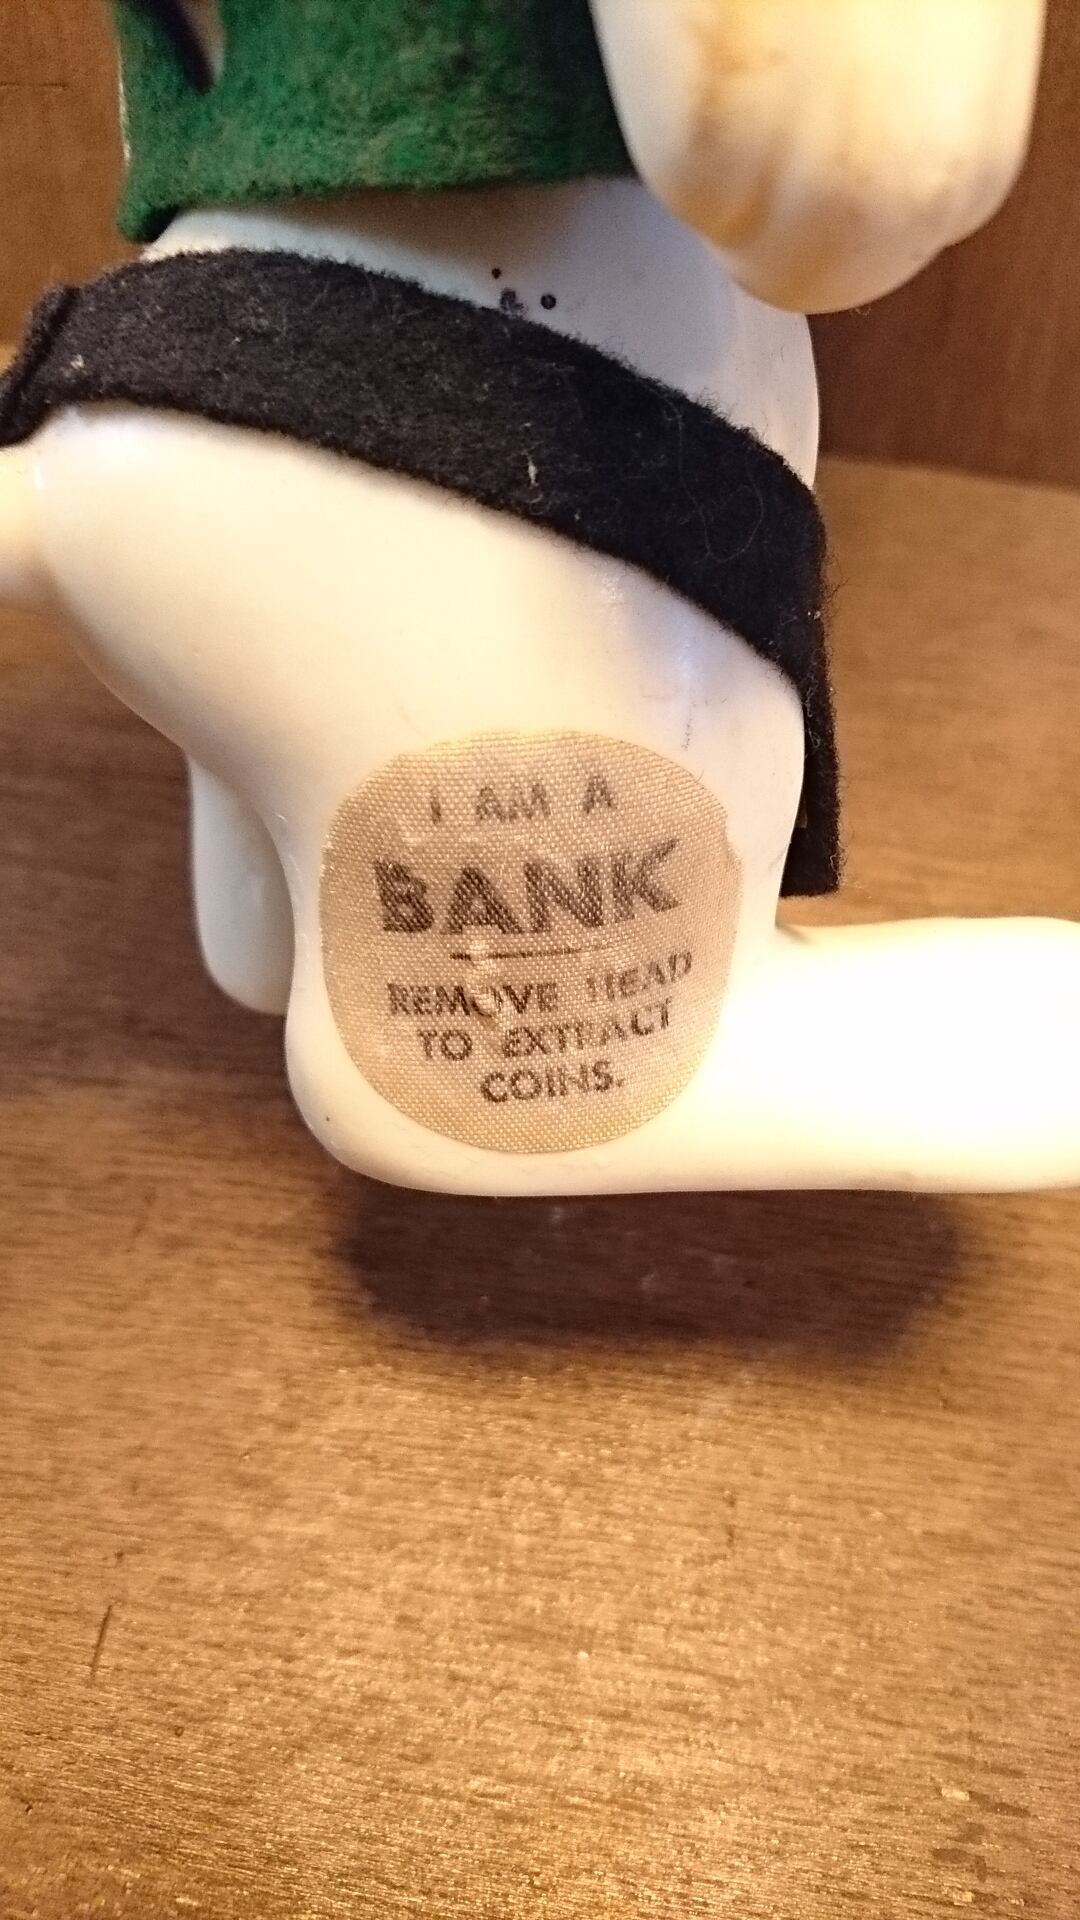 I AM A
BANK
REMOVE HEAD
TO EXTRACT
COINS.